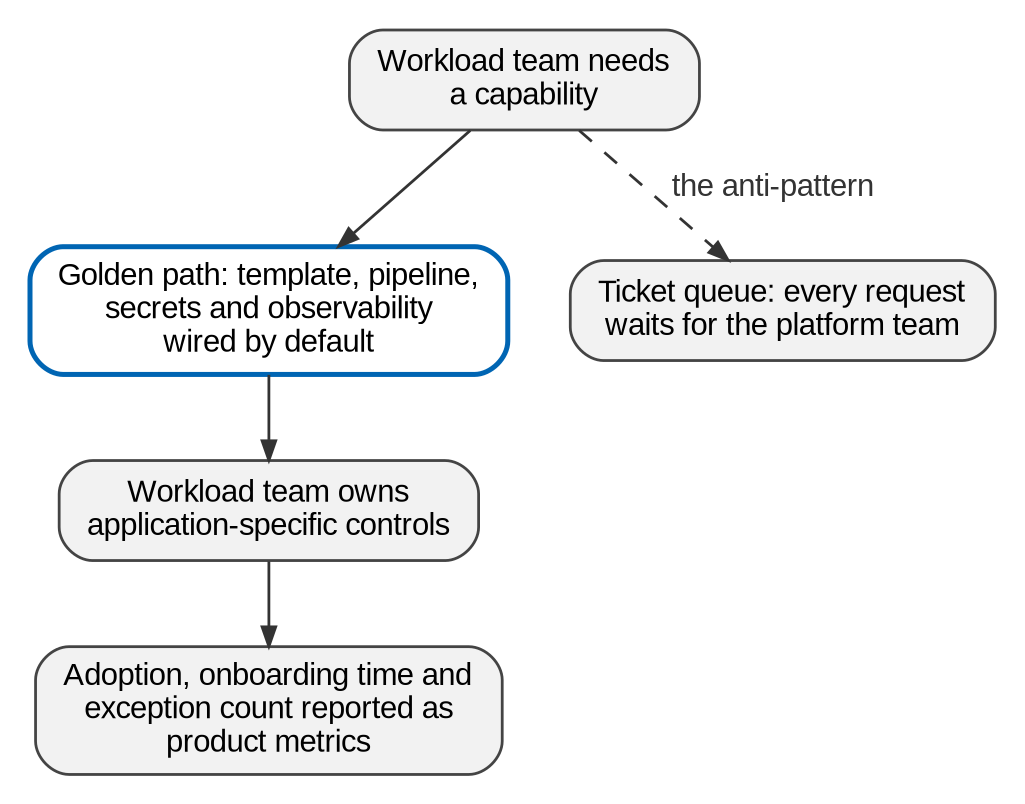 Workload team needs
a capability
the anti-pattern
Golden path: template, pipeline,
secrets and observability
wired by default
Ticket queue: every request
waits for the platform team
Workload team owns
application-specific controls
Adoption, onboarding time and
exception count reported as
product metrics